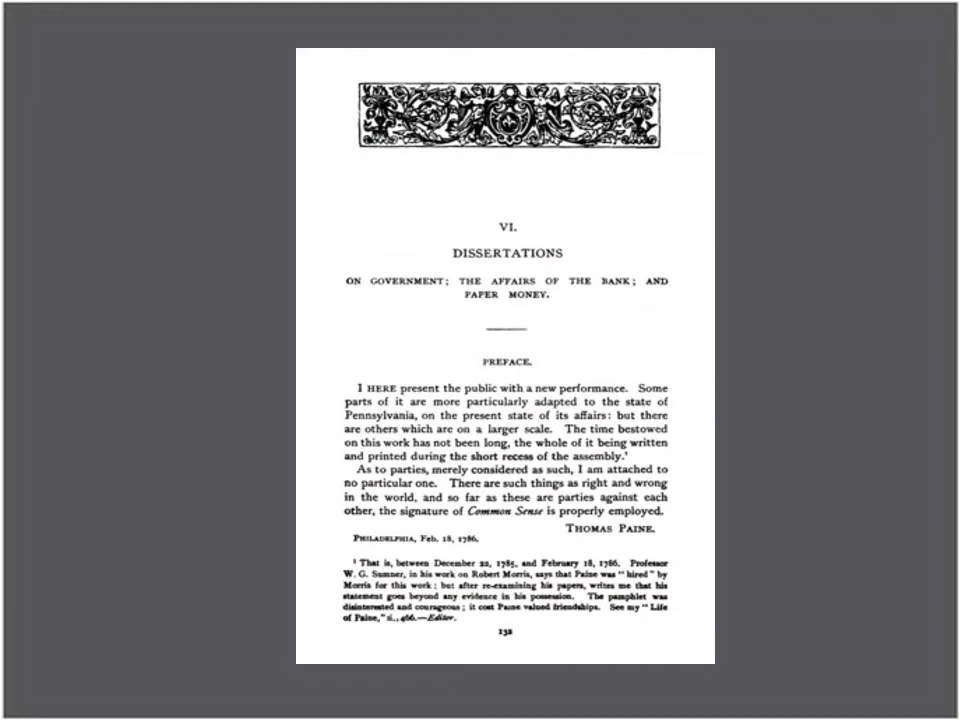 VI.
DISSERTATIONS
ON GOVERNMENT; THE AFFAIRS OF THE BANK; AND
PAPER MONEY.
PREFACE.
I HERE present the public with a new performance. Some
parts of it are more particularly adapted to the state of
Pennsylvania, on the present state of its affairs: but there
are others which are on a larger scale. The time bestowed
on this work has not been long, the whole of it being written
and printed during the short recess of the assembly.¹
As to parties, merely considered as such, I am attached to
no particular one. There are such things as right and wrong
in the world, and so far as these are parties against each
other, the signature of Common Sense is properly employed.
THOMAS PAINE.
PHILADELPHIA, Feb. 18, 1786.
¹ That is, between December 22, 1785, and February 18, 1786. Professor
W. G. Sumner, in his work on Robert Morris, says that Paine was "hired" by
Morris for this work; but after re-examining his papers, writes me that his
statement goes beyond any evidence in his possession. The pamphlet was
disinterested and courageous; it cost Paine valued friendships. See my "Life
of Paine," ii., 466.—Editor.
132